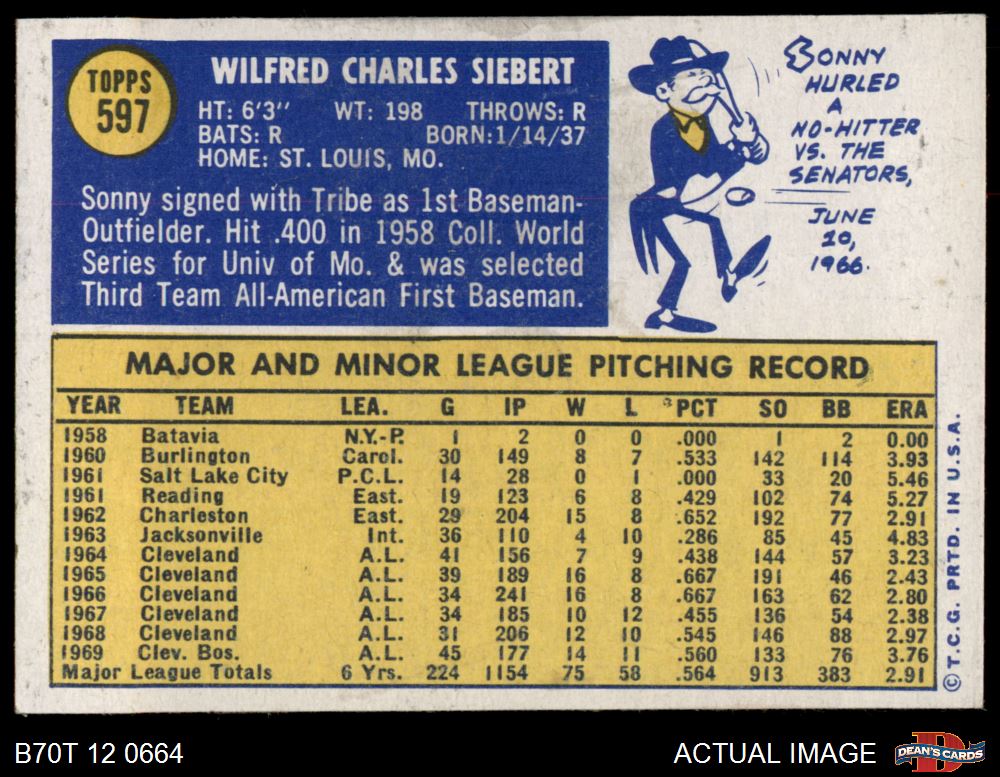 TOPPS
597
WILFRED CHARLES SIEBERT
HT: 6'3'' WT: 198 THROWS: R
BATS: R BORN:1/14/37
HOME: ST. LOUIS, MO.
Sonny signed with Tribe as 1st Baseman-
Outfielder. Hit .400 in 1958 Coll. World
Series for Univ of Mo. & was selected
Third Team All-American First Baseman.
SONNY
HURLED
A
NO-HITTER
VS. THE
SENATORS,
JUNE
10,
1966.
MAJOR AND MINOR LEAGUE PITCHING RECORD
YEAR TEAM LEA. G IP W L PCT SO BB ERA
1958 Batavia N.Y.-P. 1 2 0 0 .000 1 2 0.00
1960 Burlington Carol. 30 149 8 7 .533 142 114 3.93
1961 Salt Lake City P.C.L. 14 28 0 1 .000 33 20 5.46
1961 Reading East. 19 123 6 8 .429 102 74 5.27
1962 Charleston East. 29 204 15 8 .652 192 77 2.91
1963 Jacksonville Int. 36 110 4 10 .286 85 45 4.83
1964 Cleveland A.L. 41 156 7 9 .438 144 57 3.23
1965 Cleveland A.L. 39 189 16 8 .667 191 46 2.43
1966 Cleveland A.L. 34 241 16 8 .667 163 62 2.80
1967 Cleveland A.L. 34 185 10 12 .455 136 54 2.38
1968 Cleveland A.L. 31 206 12 10 .545 146 88 2.97
1969 Clev. Bos. A.L. 45 177 14 11 .560 133 76 3.76
Major League Totals 6 Yrs. 224 1154 75 58 .564 913 383 2.91
© T.C.G. PRTD. IN U.S.A.
B70T 12 0664
ACTUAL IMAGE
D
DEAN'S CARDS